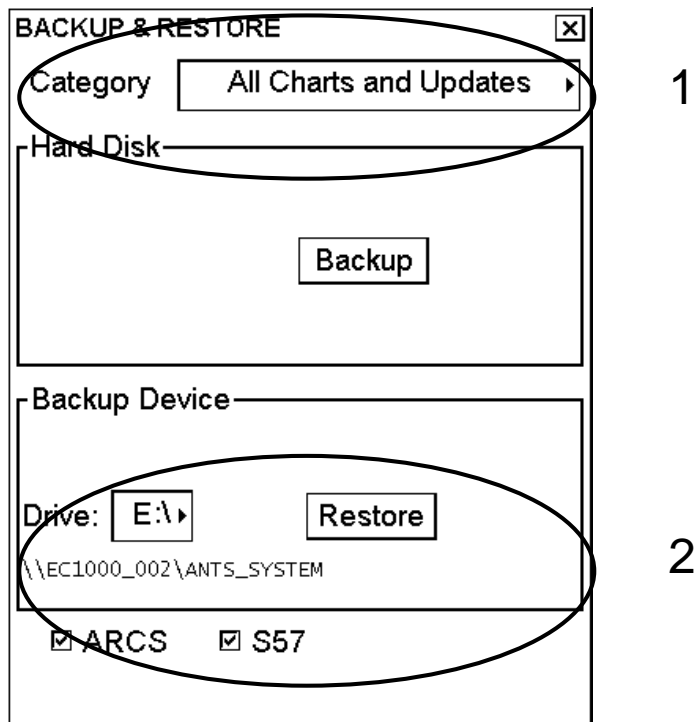 BACKUP & RESTORE
Category All Charts and Updates
1
Hard Disk
Backup
Backup Device
Drive: E:\ Restore
\\EC1000_002\ANTS_SYSTEM
2
ARCS S57